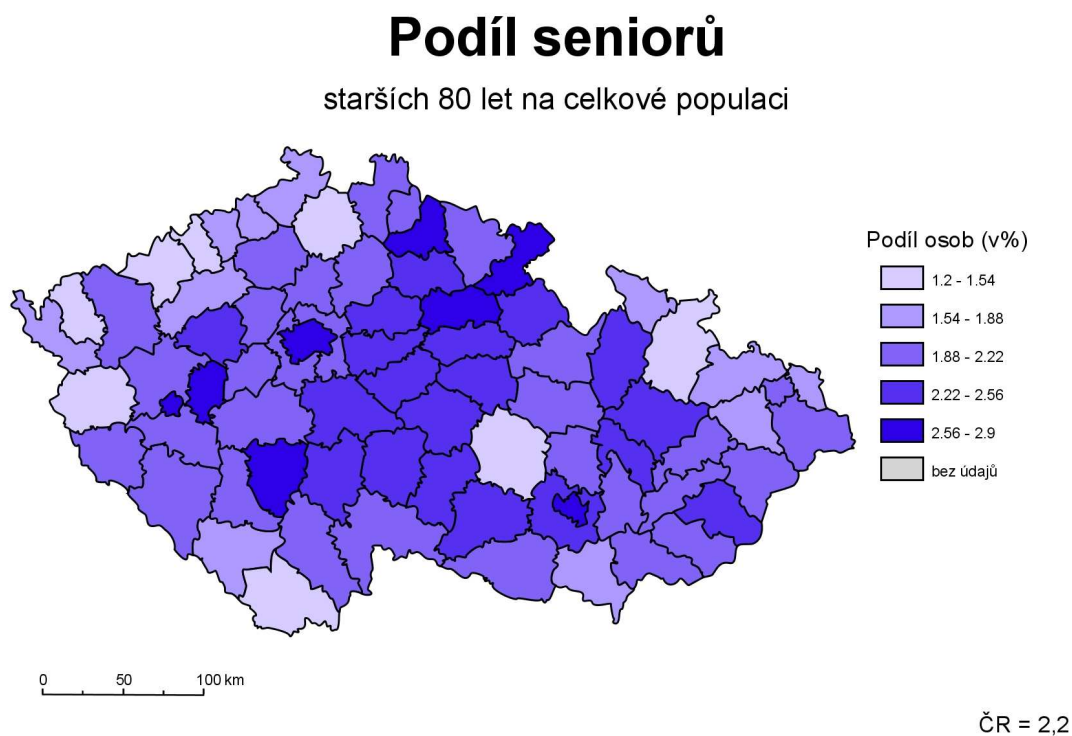 Podíl seniorů
starších 80 let na celkové populaci
Podíl osob (v%)
1.2 - 1.54
1.54 - 1.88
1.88 - 2.22
2.22 - 2.56
2.56 - 2.9
bez údajů
0 50 100 km
ČR = 2,2